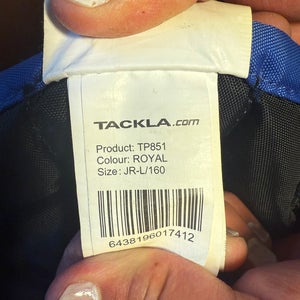 TACKLA.com
Product: TP851
Colour: ROYAL
Size: JR-L/160
6438196017412